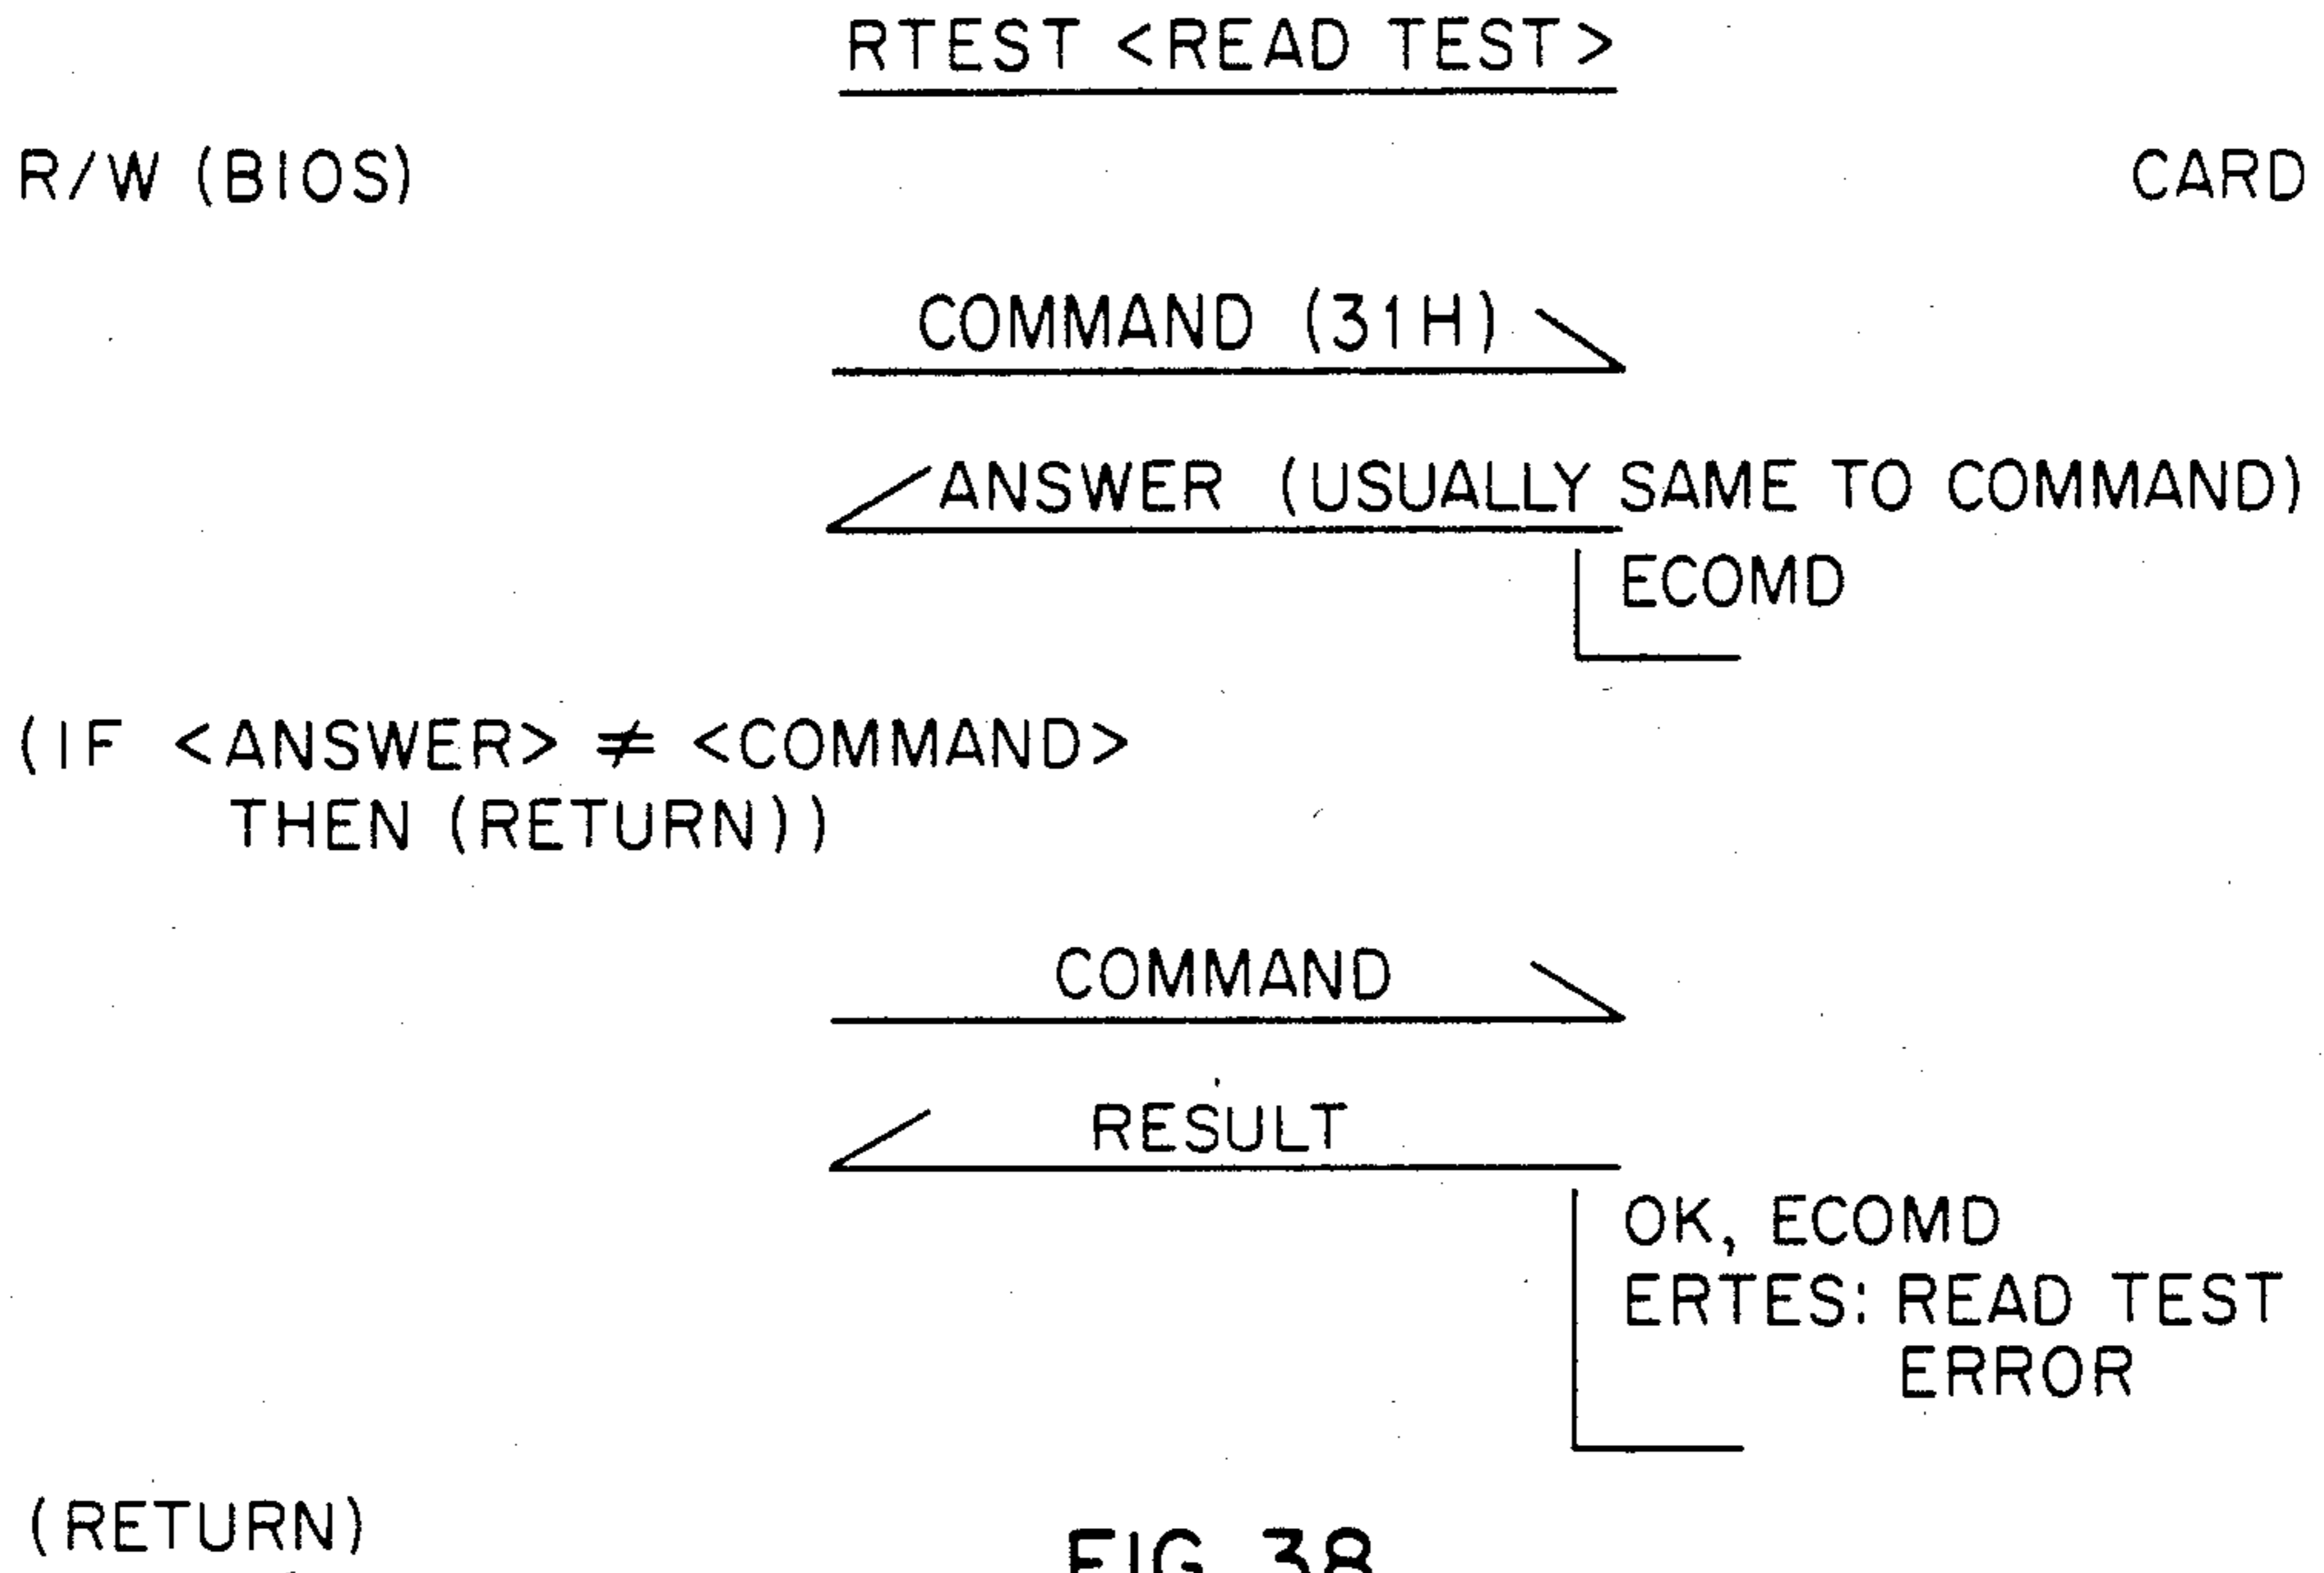 RTEST <READ TEST>
R/W (BIOS) CARD
COMMAND (31H)
ANSWER (USUALLY SAME TO COMMAND)
ECOMD
(IF <ANSWER> ≠ <COMMAND>
THEN (RETURN))
COMMAND
RESULT
OK, ECOMD
ERTES: READ TEST
ERROR
(RETURN)
FIG 38